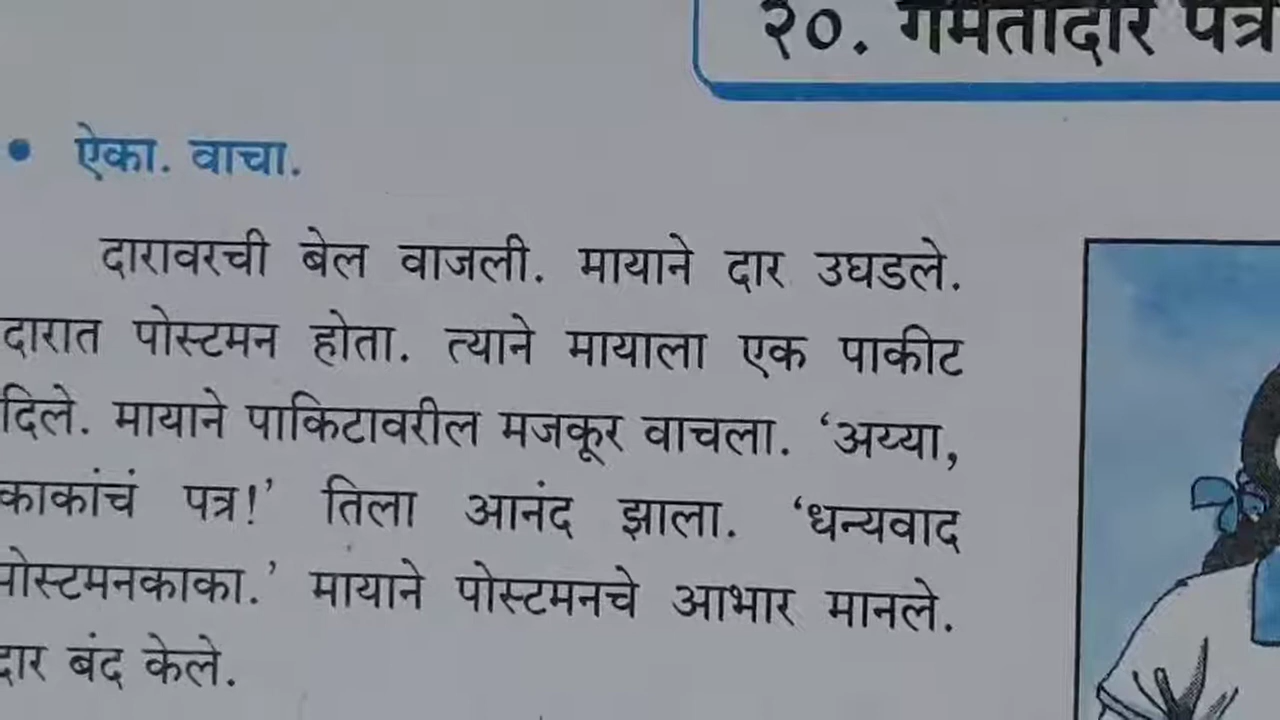 २०. गमतीदार पत्र
• ऐका. वाचा.
दारावरची बेल वाजली. मायाने दार उघडले.
दारात पोस्टमन होता. त्याने मायाला एक पाकीट
दिले. मायाने पाकिटावरील मजकूर वाचला. ‘अय्या,
काकांचं पत्र!’ तिला आनंद झाला. ‘धन्यवाद
पोस्टमनकाका.’ मायाने पोस्टमनचे आभार मानले.
दार बंद केले.